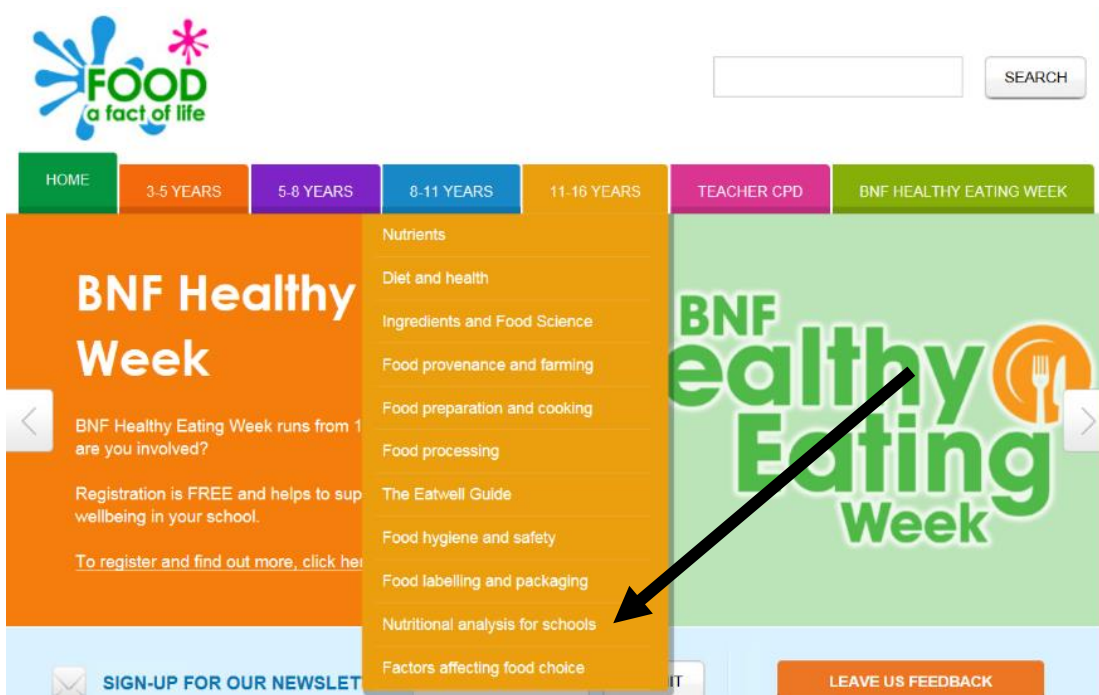 FOOD
a fact of life
SEARCH
HOME
3-5 YEARS
5-8 YEARS
8-11 YEARS
11-16 YEARS
TEACHER CPD
BNF HEALTHY EATING WEEK
BNF Healthy
Week
BNF Healthy Eating Week runs from 1
are you involved?
Registration is FREE and helps to sup
wellbeing in your school.
To register and find out more, click her
Nutrients
Diet and health
Ingredients and Food Science
Food provenance and farming
Food preparation and cooking
Food processing
The Eatwell Guide
Food hygiene and safety
Food labelling and packaging
Nutritional analysis for schools
Factors affecting food choice
BNF
ealthy
Eating
Week
SIGN-UP FOR OUR NEWSLET
IT
LEAVE US FEEDBACK